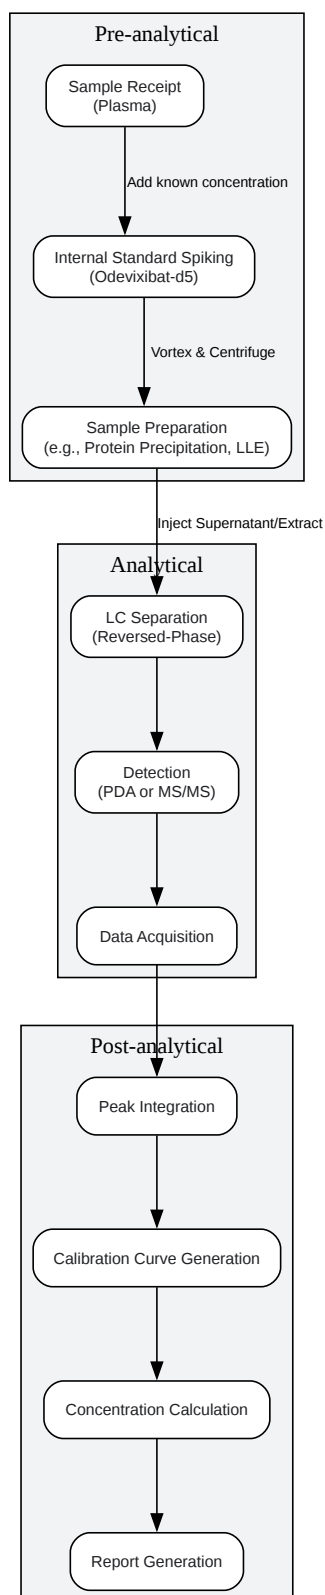 Pre-analytical
Sample Receipt
(Plasma)
Add known concentration
Internal Standard Spiking
(Odevixibat-d5)
Vortex & Centrifuge
Sample Preparation
(e.g., Protein Precipitation, LLE)
Inject Supernatant/Extract
Analytical
LC Separation
(Reversed-Phase)
Detection
(PDA or MS/MS)
Data Acquisition
Post-analytical
Peak Integration
Calibration Curve Generation
Concentration Calculation
Report Generation